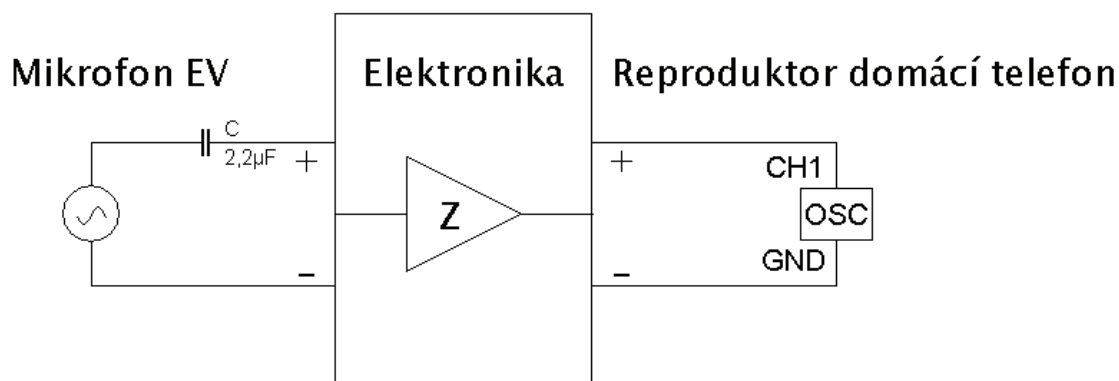 Mikrofon EV
Elektronika
Reproduktor domácí telefon
C
2,2µF
+
−
Z
+
−
CH1
OSC
GND